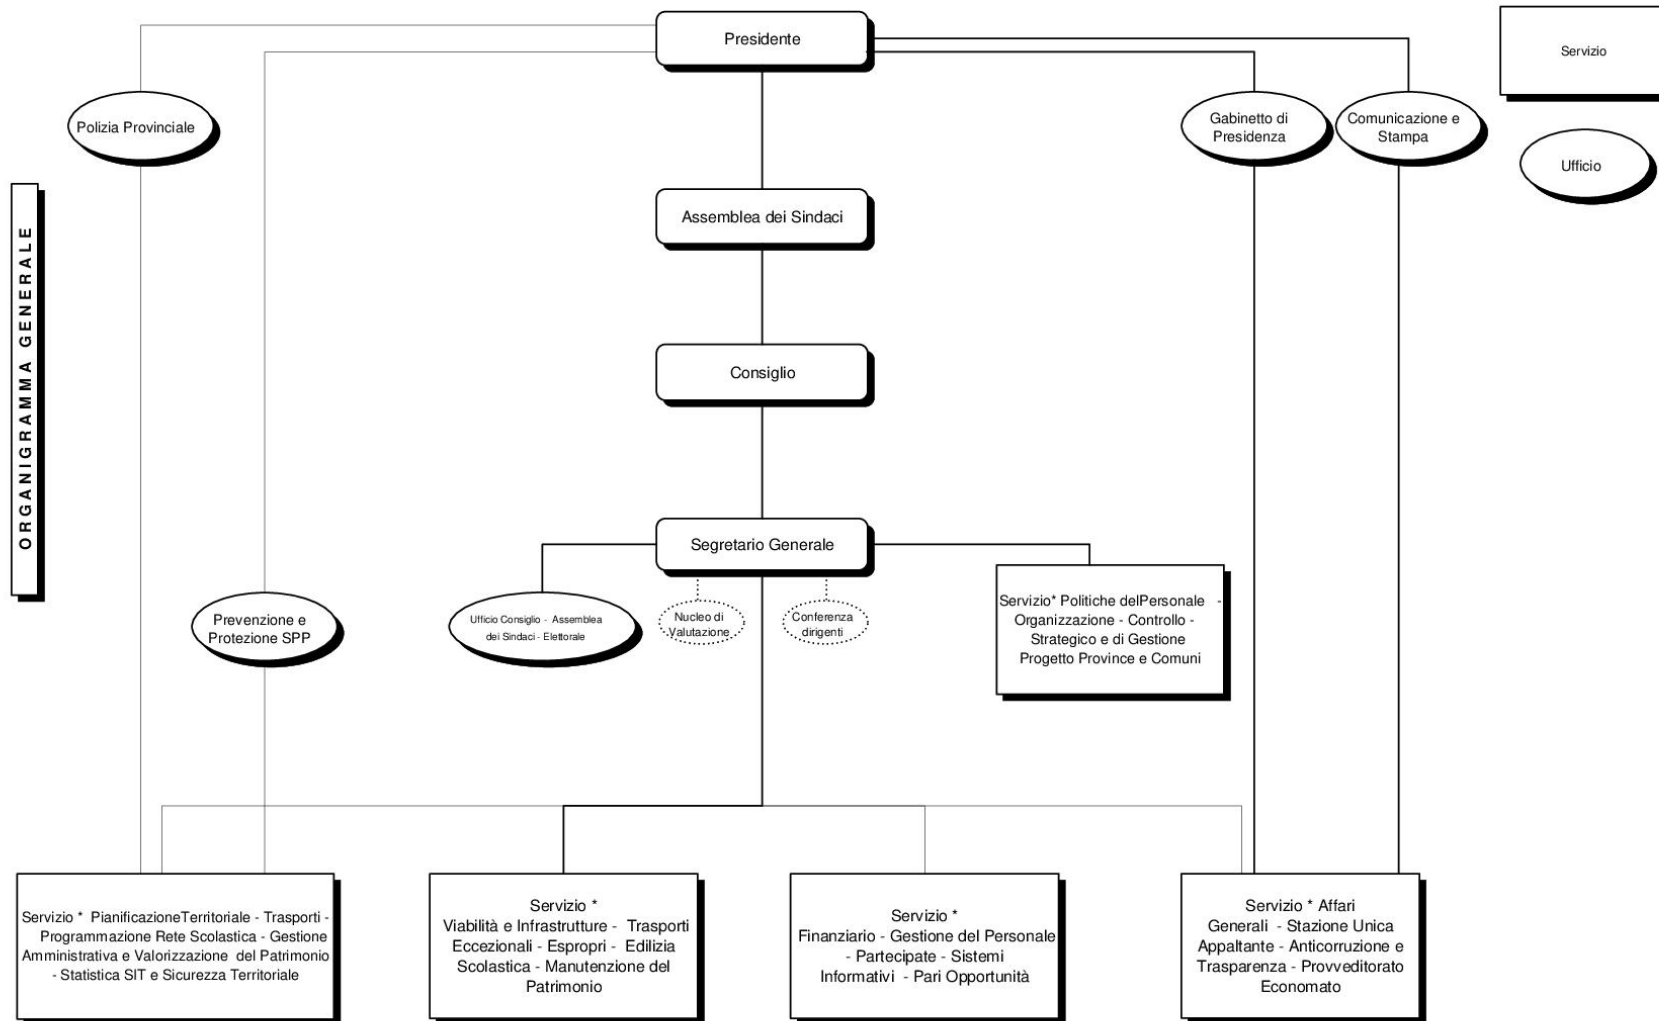 Presidente
Servizio
Polizia Provinciale
Gabinetto di
Presidenza
Comunicazione e
Stampa
Ufficio
ORGANIGRAMMA GENERALE
Assemblea dei Sindaci
Consiglio
Segretario Generale
Prevenzione e
Protezione SPP
Ufficio Consiglio - Assemblea
dei Sindaci - Elettorale
Nucleo di
Valutazione
Conferenza
dirigenti
Servizio* Politiche delPersonale -
Organizzazione - Controllo -
Strategico e di Gestione
Progetto Province e Comuni
Servizio * PianificazioneTerritoriale - Trasporti -
Programmazione Rete Scolastica - Gestione
Amministrativa e Valorizzazione del Patrimonio
- Statistica SIT e Sicurezza Territoriale
Servizio *
Viabilità e Infrastrutture - Trasporti
Eccezionali - Espropri - Edilizia
Scolastica - Manutenzione del
Patrimonio
Servizio *
Finanziario - Gestione del Personale
- Partecipate - Sistemi
Informativi - Pari Opportunità
Servizio * Affari
Generali - Stazione Unica
Appaltante - Anticorruzione e
Trasparenza - Provveditorato
Economato